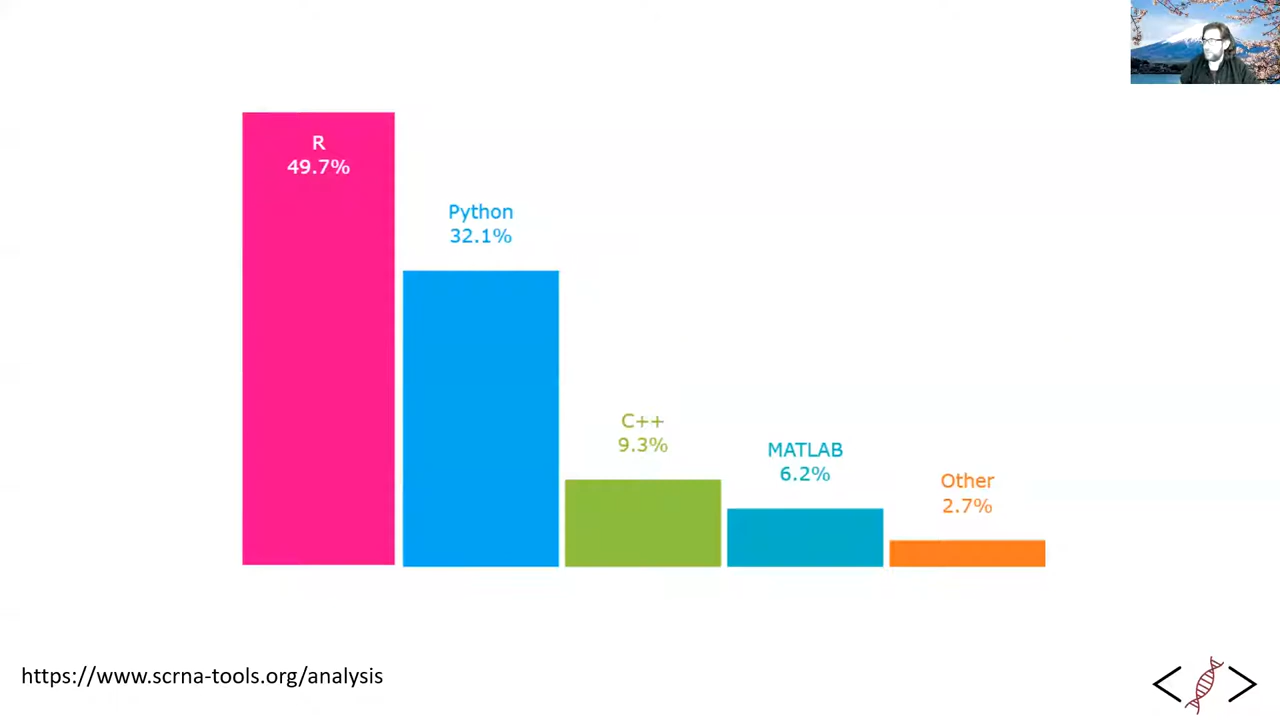 R
49.7%
Python
32.1%
C++
9.3%
MATLAB
6.2%
Other
2.7%
https://www.scrna-tools.org/analysis